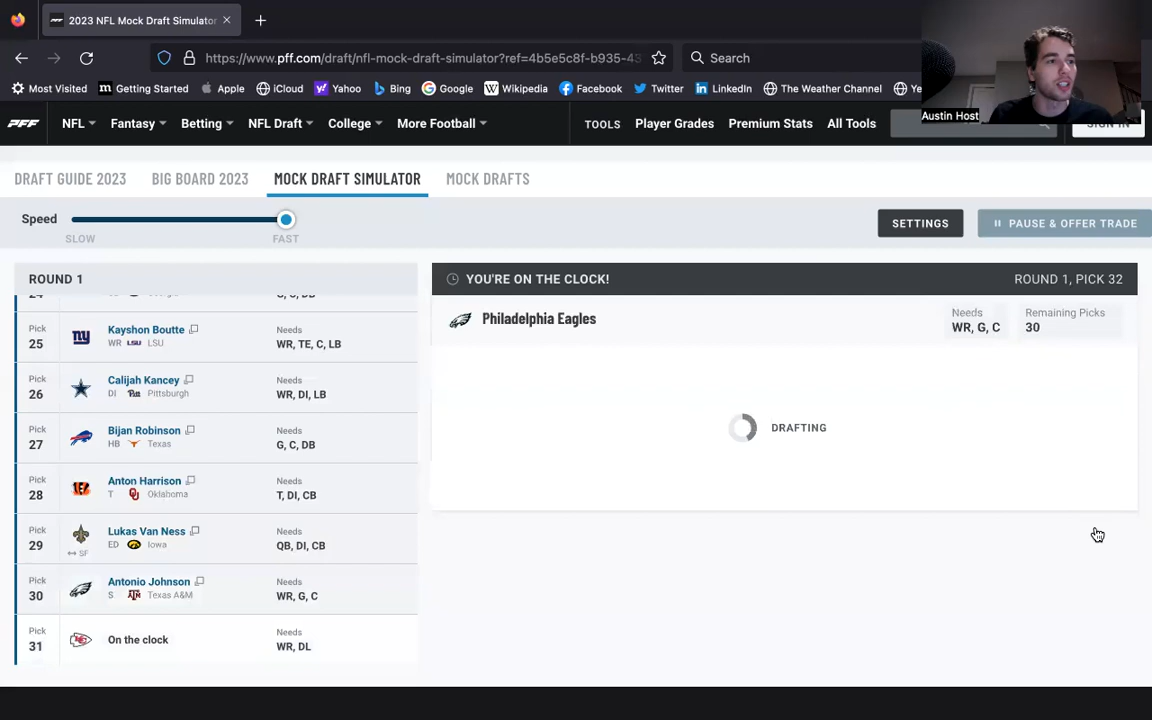 2023 NFL Mock Draft Simulator
https://www.pff.com/draft/nfl-mock-draft-simulator?ref=4b5e5c8f-b935-43
Search
Most Visited
Getting Started
Apple
iCloud
Yahoo
Bing
Google
Wikipedia
Facebook
Twitter
LinkedIn
The Weather Channel
Ye
Austin Host
PFF
NFL
Fantasy
Betting
NFL Draft
College
More Football
TOOLS
Player Grades
Premium Stats
All Tools
SIGN IN
DRAFT GUIDE 2023
BIG BOARD 2023
MOCK DRAFT SIMULATOR
MOCK DRAFTS
Speed
SLOW
FAST
SETTINGS
PAUSE & OFFER TRADE
ROUND 1
Pick
25
Kayshon Boutte
WR LSU LSU
Needs
WR, TE, C, LB
Pick
26
Calijah Kancey
DI Pitt Pittsburgh
Needs
WR, DI, LB
Pick
27
Bijan Robinson
HB Texas
Needs
G, C, DB
Pick
28
Anton Harrison
T Oklahoma
Needs
T, DI, CB
Pick
29
SF
Lukas Van Ness
ED Iowa
Needs
QB, DI, CB
Pick
30
Antonio Johnson
S Texas A&M
Needs
WR, G, C
Pick
31
On the clock
Needs
WR, DL
YOU'RE ON THE CLOCK!
ROUND 1, PICK 32
Philadelphia Eagles
Needs
WR, G, C
Remaining Picks
30
DRAFTING